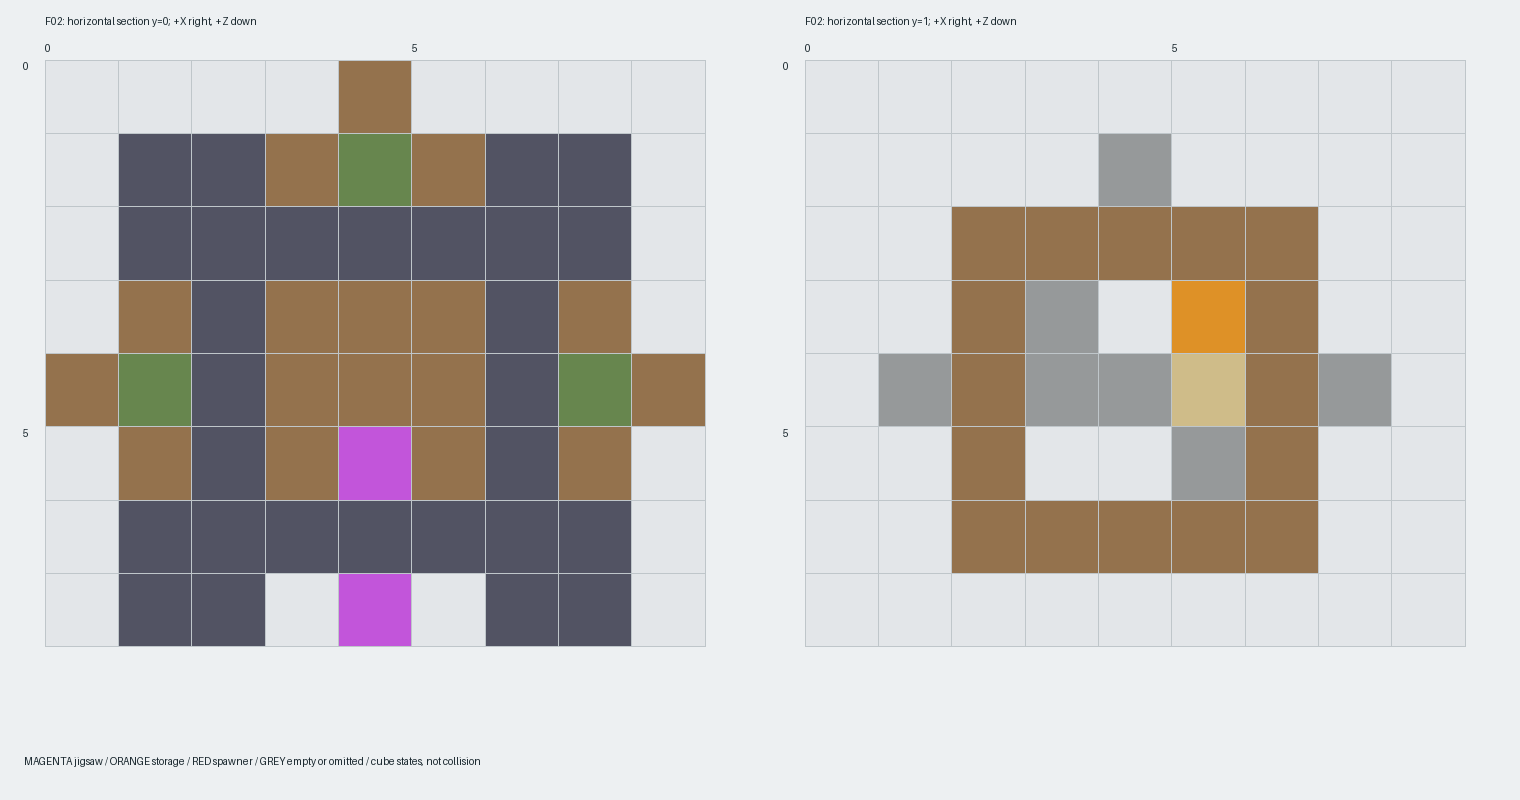 F02: horizontal section y=0; +X right, +Z down
F02: horizontal section y=1; +X right, +Z down
0 5
0 5
0
0
5
5
MAGENTA jigsaw / ORANGE storage / RED spawner / GREY empty or omitted / cube states, not collision